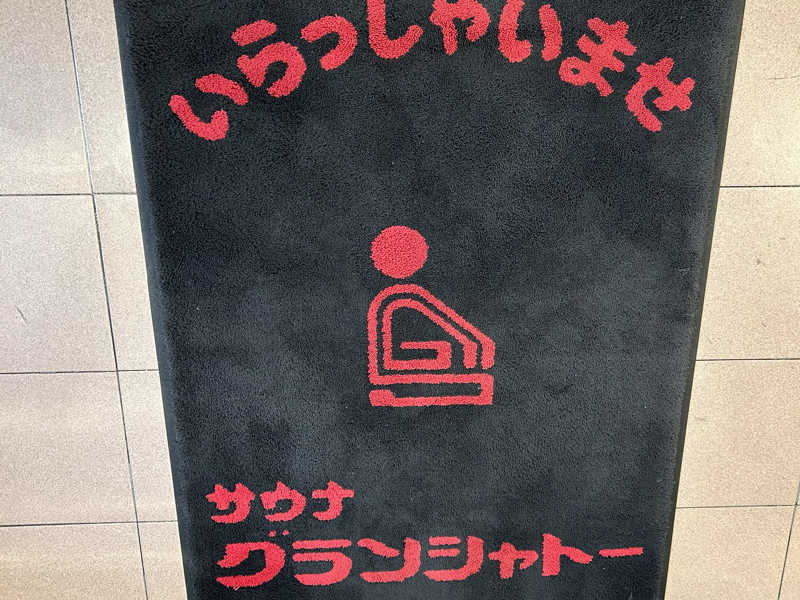 いらっしゃいませ
サウナ
グランシャトー